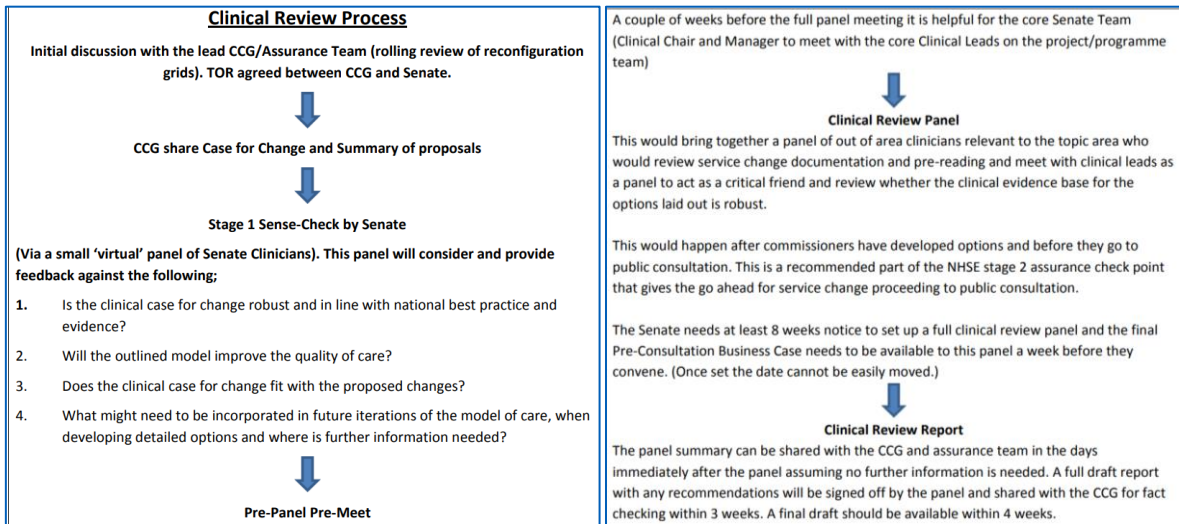 Clinical Review Process
Initial discussion with the lead CCG/Assurance Team (rolling review of reconfiguration
grids). TOR agreed between CCG and Senate.
CCG share Case for Change and Summary of proposals
Stage 1 Sense-Check by Senate
(Via a small ‘virtual’ panel of Senate Clinicians). This panel will consider and provide
feedback against the following;
1. Is the clinical case for change robust and in line with national best practice and
evidence?
2. Will the outlined model improve the quality of care?
3. Does the clinical case for change fit with the proposed changes?
4. What might need to be incorporated in future iterations of the model of care, when
developing detailed options and where is further information needed?
Pre-Panel Pre-Meet
A couple of weeks before the full panel meeting it is helpful for the core Senate Team
(Clinical Chair and Manager to meet with the core Clinical Leads on the project/programme
team)
Clinical Review Panel
This would bring together a panel of out of area clinicians relevant to the topic area who
would review service change documentation and pre-reading and meet with clinical leads as
a panel to act as a critical friend and review whether the clinical evidence base for the
options laid out is robust.
This would happen after commissioners have developed options and before they go to
public consultation. This is a recommended part of the NHSE stage 2 assurance check point
that gives the go ahead for service change proceeding to public consultation.
The Senate needs at least 8 weeks notice to set up a full clinical review panel and the final
Pre-Consultation Business Case needs to be available to this panel a week before they
convene. (Once set the date cannot be easily moved.)
Clinical Review Report
The panel summary can be shared with the CCG and assurance team in the days
immediately after the panel assuming no further information is needed. A full draft report
with any recommendations will be signed off by the panel and shared with the CCG for fact
checking within 3 weeks. A final draft should be available within 4 weeks.